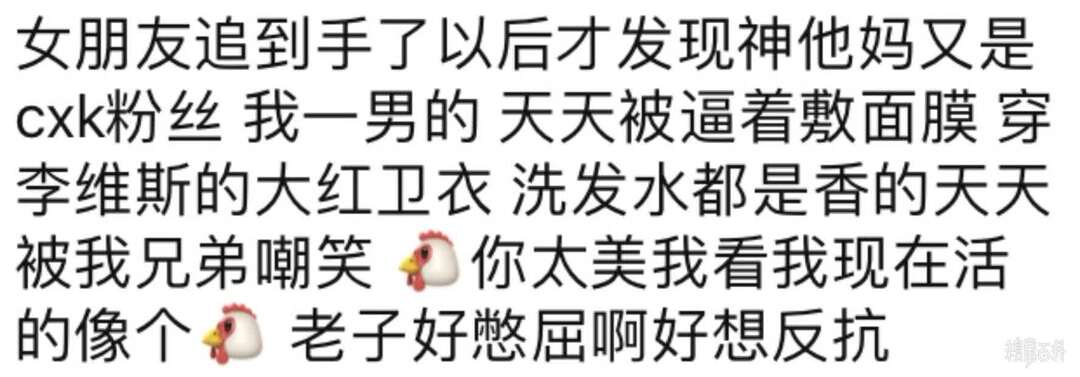 女朋友追到手了以后才发现神他妈又是
cxk粉丝 我一男的 天天被逼着敷面膜 穿
李维斯的大红卫衣 洗发水都是香的天天
被我兄弟嘲笑 🐔你太美我看我现在活
的像个🐔 老子好憋屈啊好想反抗